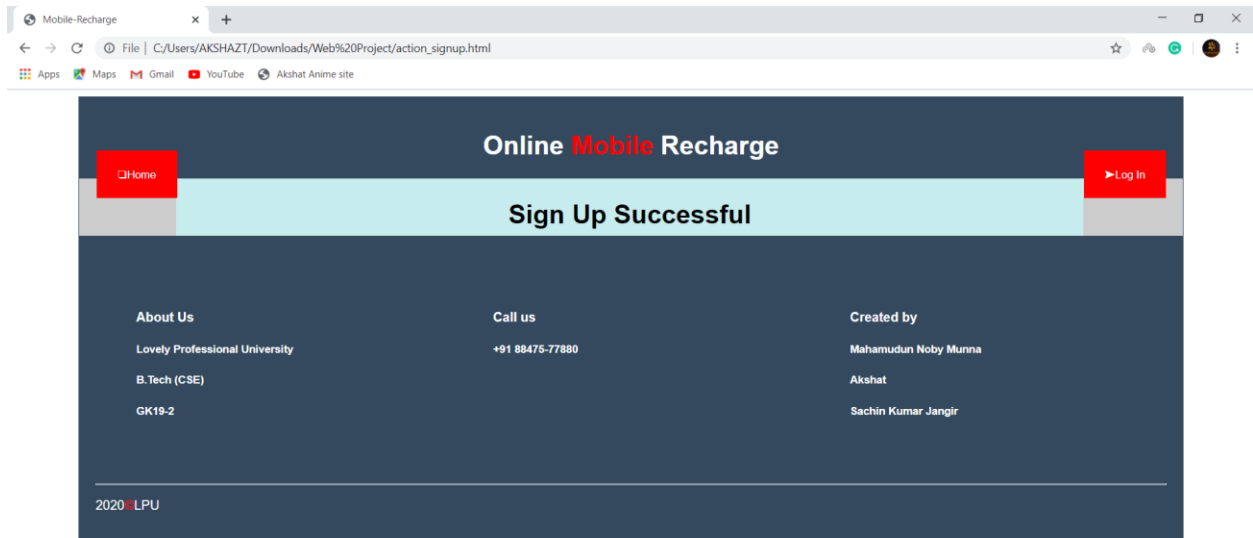 Mobile-Recharge
File | C:/Users/AKSHAZT/Downloads/Web%20Project/action_signup.html
Apps Maps Gmail YouTube Akshat Anime site
Online Mobile Recharge
❑Home
➤Log In
Sign Up Successful
About Us
Lovely Professional University
B.Tech (CSE)
GK19-2
Call us
+91 88475-77880
Created by
Mahamudun Noby Munna
Akshat
Sachin Kumar Jangir
2020©LPU